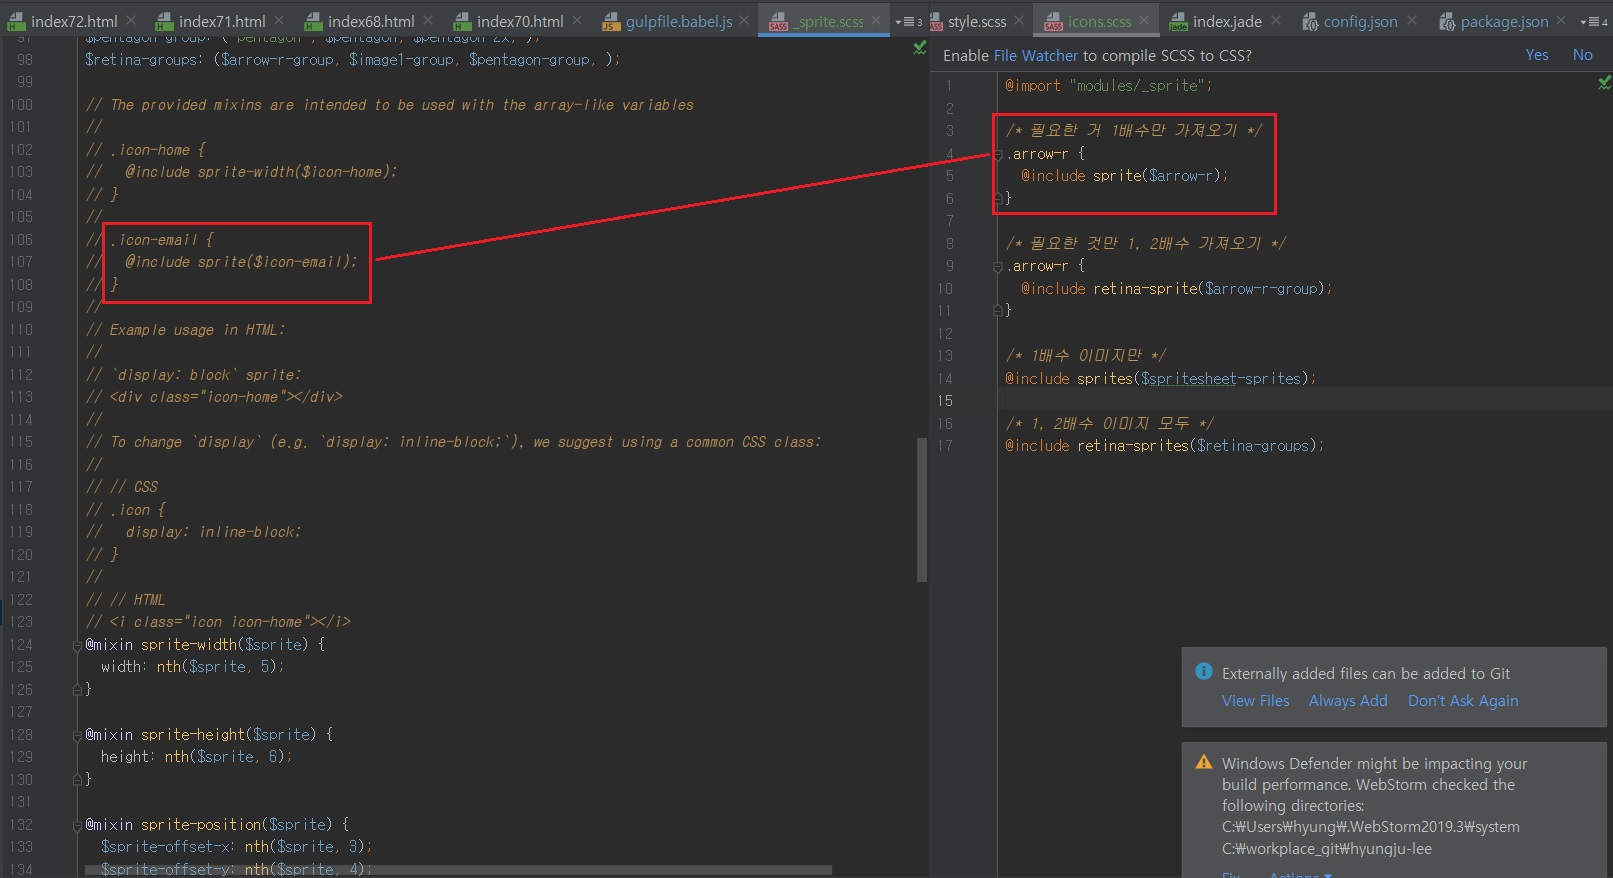 index72.html
index71.html
index68.html
index70.html
gulpfile.babel.js
_sprite.scss
3
style.scss
icons.scss
index.jade
config.json
package.json
4
97 $pentagon-group: ('pentagon', $pentagon, $pentagon-2x, );
98 $retina-groups: ($arrow-r-group, $image1-group, $pentagon-group, );
99
100 // The provided mixins are intended to be used with the array-like variables
101 //
102 // .icon-home {
103 //   @include sprite-width($icon-home);
104 // }
105 //
106 // .icon-email {
107 //   @include sprite($icon-email);
108 // }
109 //
110 // Example usage in HTML:
111 //
112 // `display: block` sprite:
113 // <div class="icon-home"></div>
114 //
115 // To change `display` (e.g. `display: inline-block;`), we suggest using a common CSS class:
116 //
117 // // CSS
118 // .icon {
119 //   display: inline-block;
120 // }
121 //
122 // // HTML
123 // <i class="icon icon-home"></i>
124 @mixin sprite-width($sprite) {
125   width: nth($sprite, 5);
126 }
127
128 @mixin sprite-height($sprite) {
129   height: nth($sprite, 6);
130 }
131
132 @mixin sprite-position($sprite) {
133   $sprite-offset-x: nth($sprite, 3);
134   $sprite-offset-y: nth($sprite, 4);
Enable File Watcher to compile SCSS to CSS? Yes No
1 @import "modules/_sprite";
2
3 /* 필요한 거 1배수만 가져오기 */
4 .arrow-r {
5   @include sprite($arrow-r);
6 }
7
8 /* 필요한 것만 1, 2배수 가져오기 */
9 .arrow-r {
10   @include retina-sprite($arrow-r-group);
11 }
12
13 /* 1배수 이미지만 */
14 @include sprites($spritesheet-sprites);
15
16 /* 1, 2배수 이미지 모두 */
17 @include retina-sprites($retina-groups);
Externally added files can be added to Git
View Files Always Add Don't Ask Again
Windows Defender might be impacting your
build performance. WebStorm checked the
following directories:
C:₩Users₩hyung₩.WebStorm2019.3₩system
C:₩workplace_git₩hyungju-lee
Fix... Actions